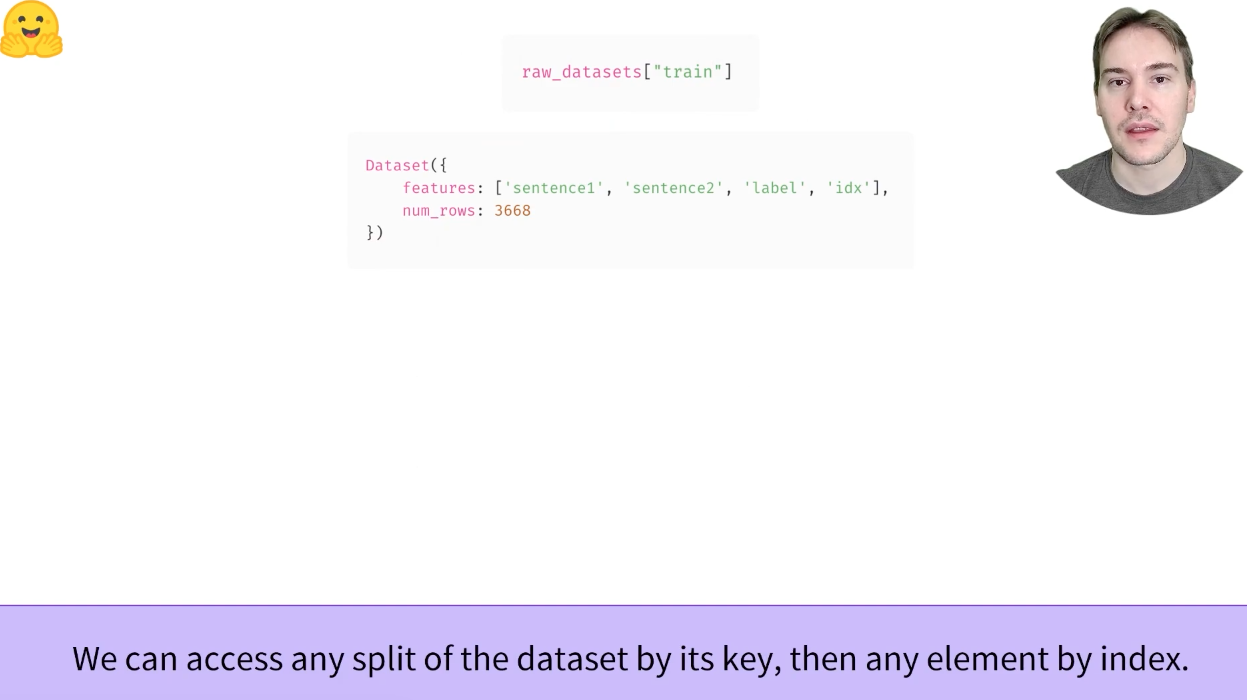 raw_datasets["train"]
Dataset({
    features: ['sentence1', 'sentence2', 'label', 'idx'],
    num_rows: 3668
})
We can access any split of the dataset by its key, then any element by index.